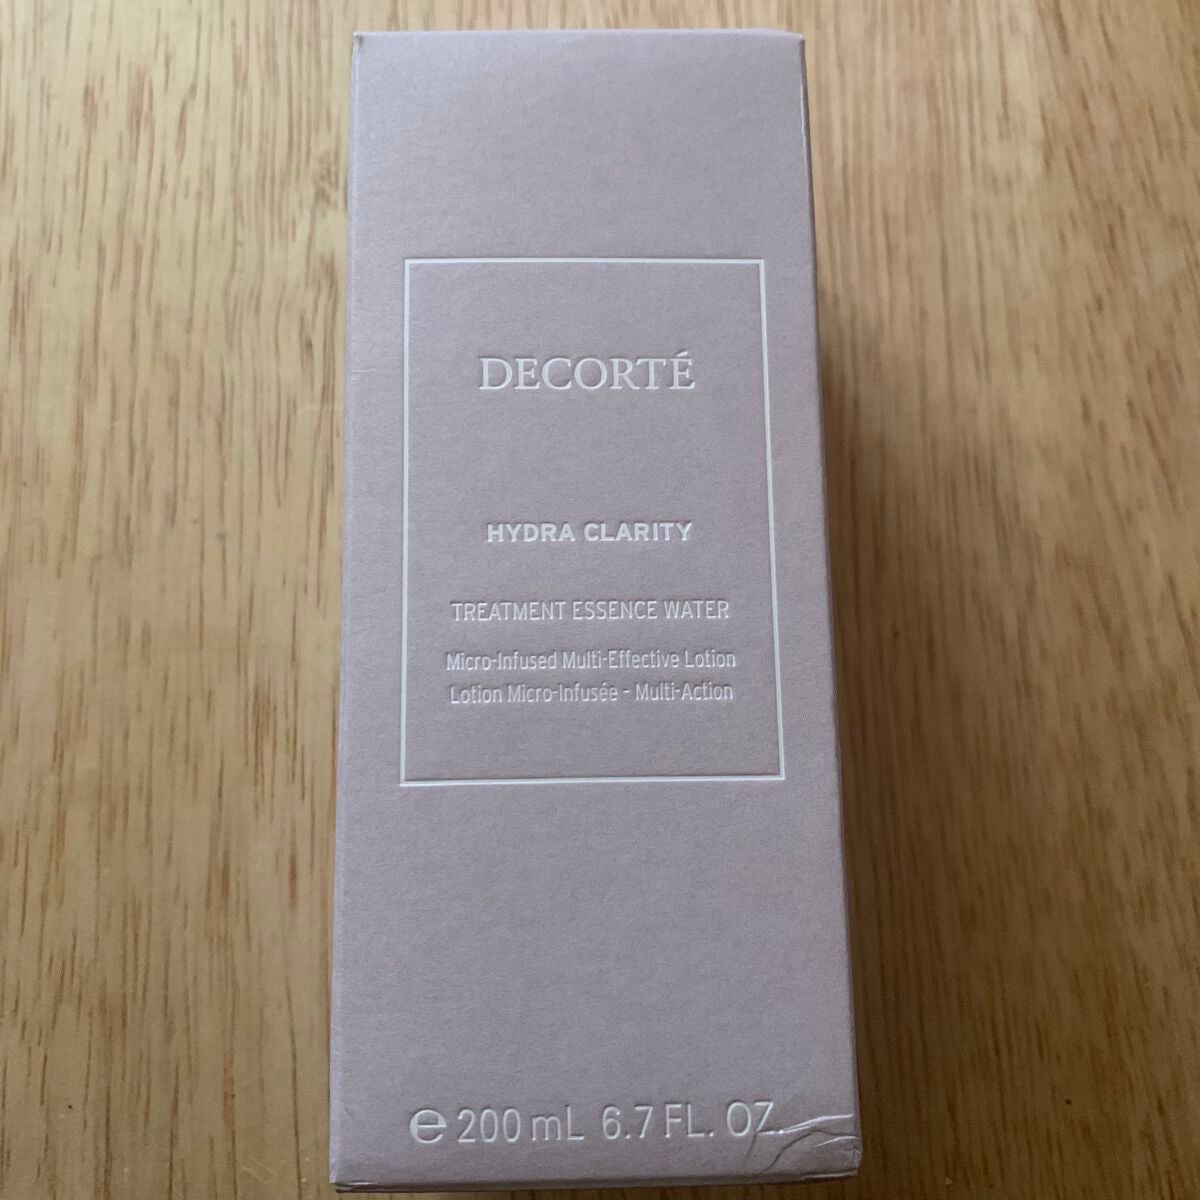 DECORTÉ
HYDRA CLARITY
TREATMENT ESSENCE WATER
Micro-Infused Multi-Effective Lotion
Lotion Micro-Infusée - Multi-Action
℮ 200 mL 6.7 FL. OZ.